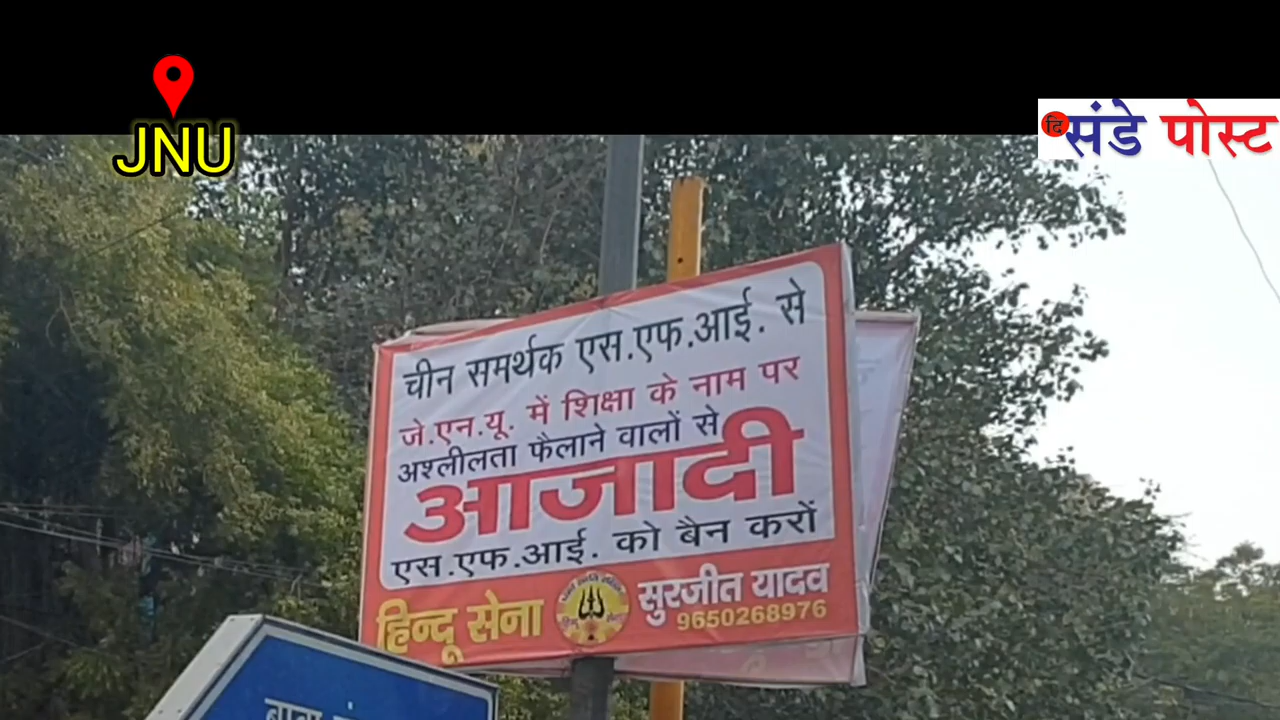 JNU
दि संडे पोस्ट
चीन समर्थक एस.एफ.आई. से
जे.एन.यू. में शिक्षा के नाम पर
अश्लीलता फैलाने वालों से
आजादी
एस.एफ.आई. को बैन करों
हिन्दू सेना
सुरजीत यादव
9650268976